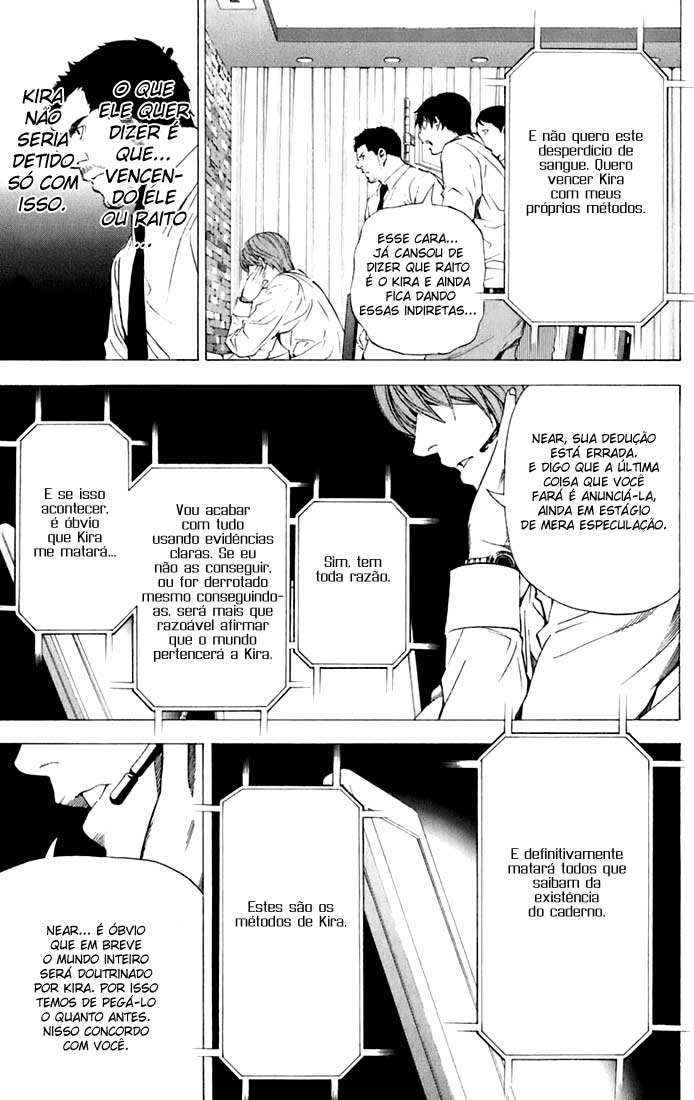 E não quero este
desperdício de
sangue. Quero
vencer Kira
com meus
próprios métodos.
ESSE CARA...
JÁ CANSOU DE
DIZER QUE RAITO
É O KIRA E AINDA
FICA DANDO
ESSAS INDIRETAS...
O QUE
ELE QUER
DIZER É
QUE...
VENCEN-
DO ELE
OU RAITO
...
KIRA
NÃO
SERIA
DETIDO
SÓ COM
ISSO.
NEAR, SUA DEDUÇÃO
ESTÁ ERRADA.
E DIGO QUE A ÚLTIMA
COISA QUE VOCÊ
FARÁ É ANUNCIÁ-LA,
AINDA EM ESTÁGIO
DE MERA ESPECULAÇÃO.
Sim, tem
toda razão.
Vou acabar
com tudo
usando evidências
claras. Se eu
não as conseguir,
ou for derrotado
mesmo conseguindo-
as, será mais que
razoável afirmar
que o mundo
pertencerá a Kira.
E se isso
acontecer,
é óbvio
que Kira
me matará...
E definitivamente
matará todos que
saibam da
existência
do caderno.
Estes são os
métodos de Kira.
NEAR... É ÓBVIO
QUE EM BREVE
O MUNDO INTEIRO
SERÁ DOUTRINADO
POR KIRA. POR ISSO
TEMOS DE PEGÁ-LO
O QUANTO ANTES.
NISSO CONCORDO
COM VOCÊ.